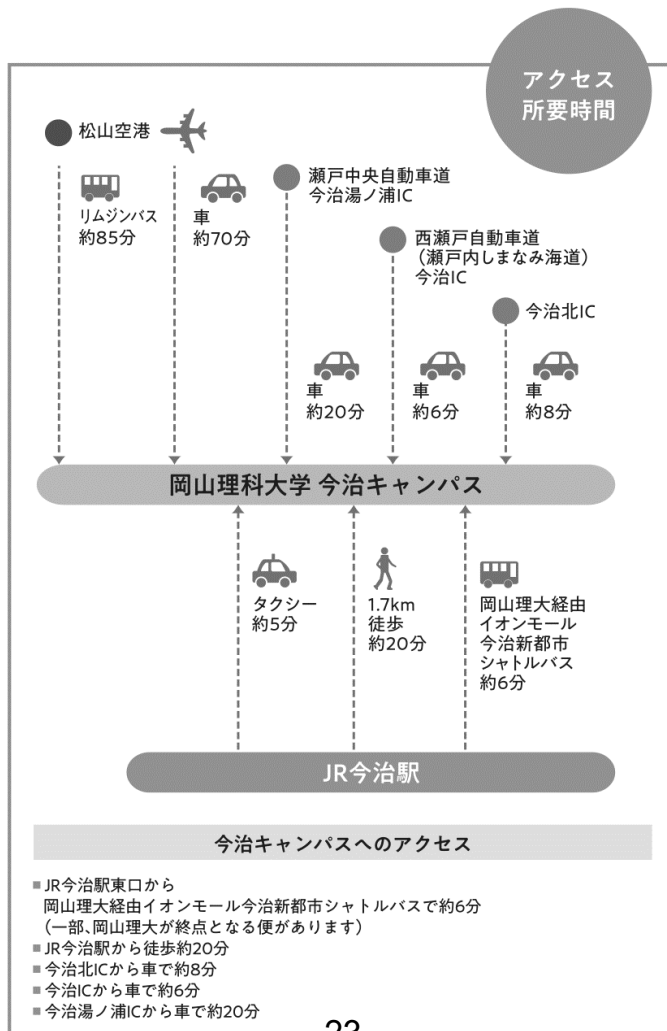 アクセス
所要時間
松山空港
リムジンバス
約85分
車
約70分
瀬戸中央自動車道
今治湯ノ浦IC
西瀬戸自動車道
（瀬戸内しまなみ海道）
今治IC
今治北IC
車
約20分
車
約6分
車
約8分
岡山理科大学 今治キャンパス
タクシー
約5分
1.7km
徒歩
約20分
岡山理大経由
イオンモール
今治新都市
シャトルバス
約6分
JR今治駅
今治キャンパスへのアクセス
■JR今治駅東口から
岡山理大経由イオンモール今治新都市シャトルバスで約6分
（一部、岡山理大が終点となる便があります）
■JR今治駅から徒歩約20分
■今治北ICから車で約8分
■今治ICから車で約6分
■今治湯ノ浦ICから車で約20分